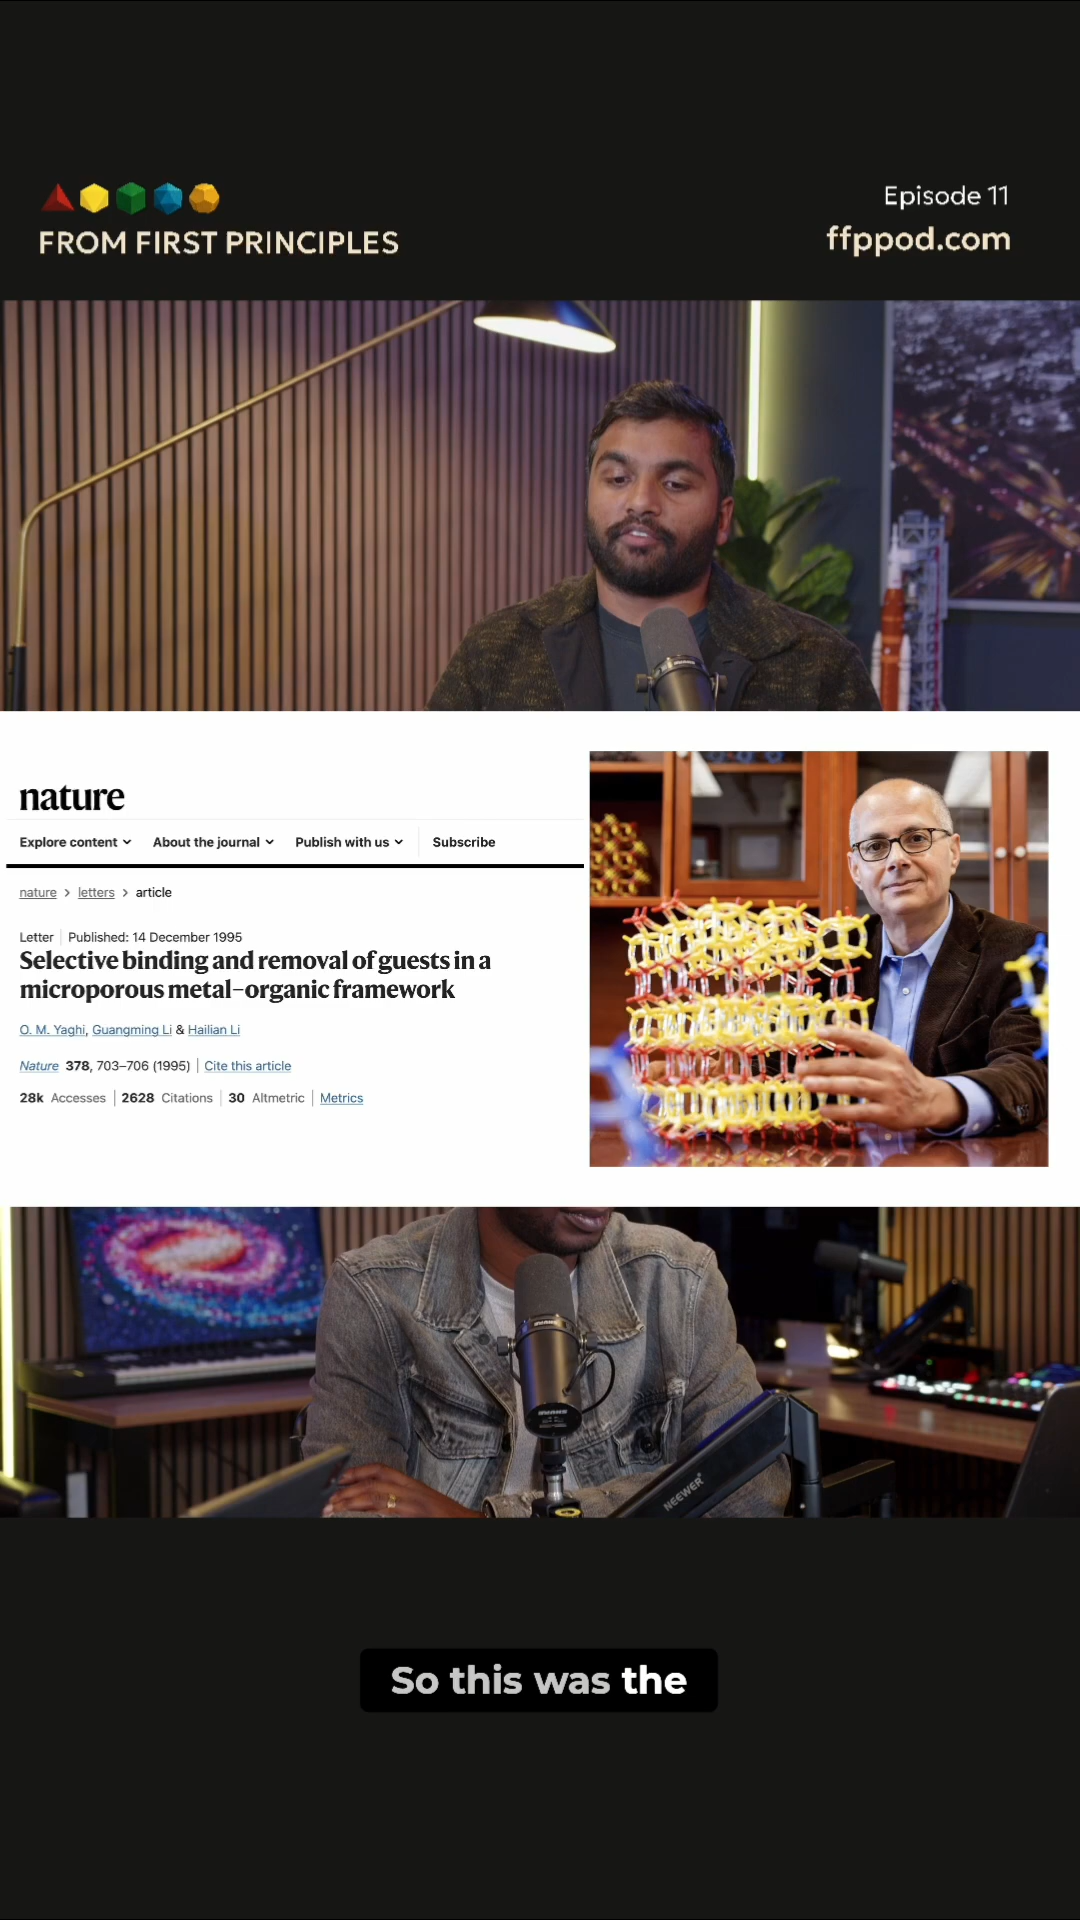 FROM FIRST PRINCIPLES
Episode 11
ffppod.com
nature
Explore content
About the journal
Publish with us
Subscribe
nature > letters > article
Letter | Published: 14 December 1995
Selective binding and removal of guests in a
microporous metal–organic framework
O. M. Yaghi, Guangming Li & Hailian Li
Nature 378, 703–706 (1995) | Cite this article
28k Accesses | 2628 Citations | 30 Altmetric | Metrics
NEEWER
So this was the